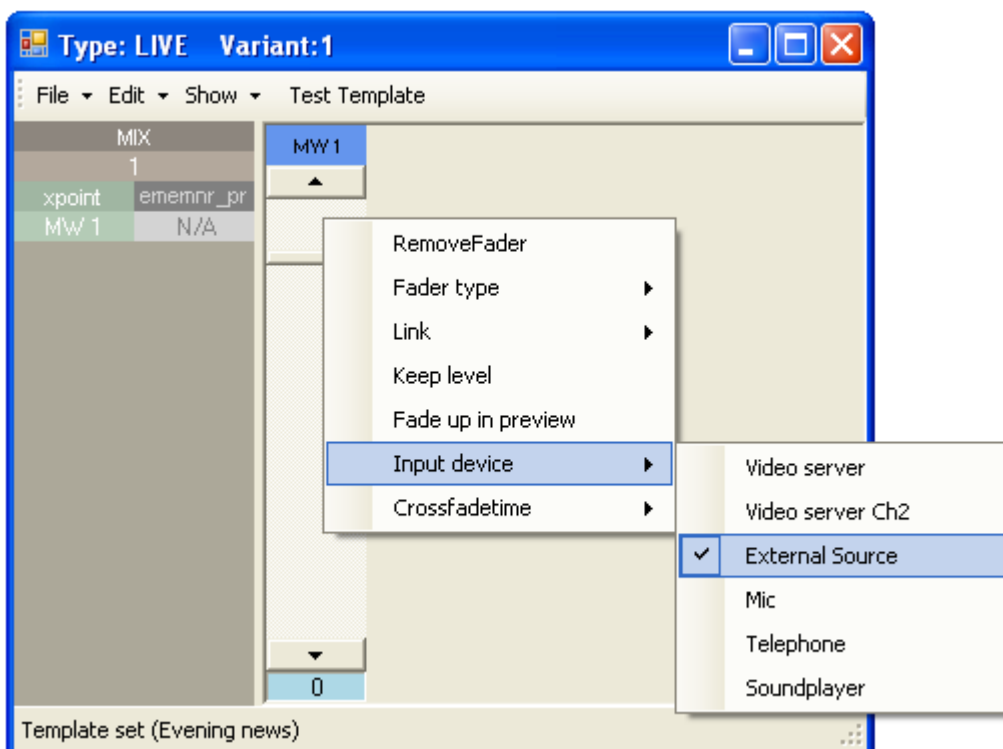 Type: LIVE Variant:1
File Edit Show Test Template
MIX
1
xpoint ememnr_pr
MW 1 N/A
MW 1
RemoveFader
Fader type
Link
Keep level
Fade up in preview
Input device
Crossfadetime
Video server
Video server Ch2
External Source
Mic
Telephone
Soundplayer
0
Template set (Evening news)